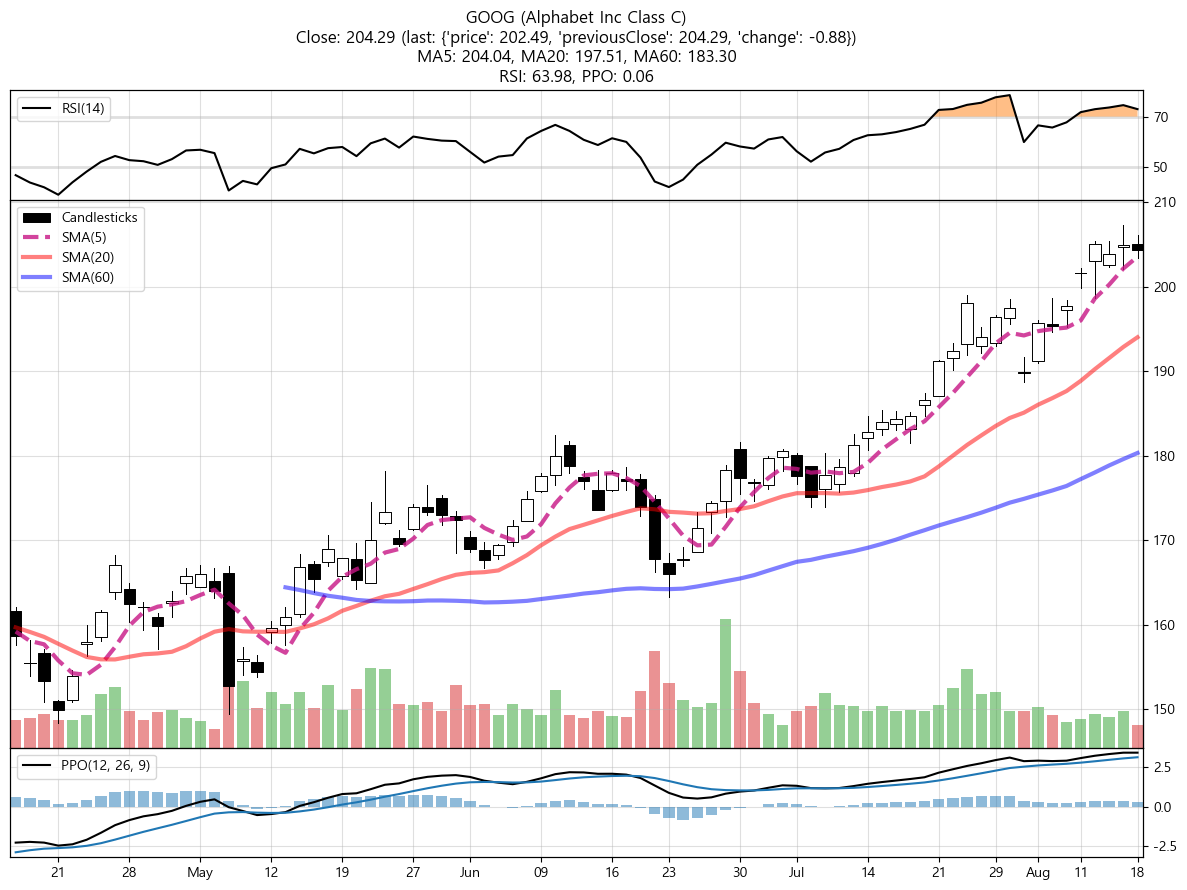 GOOG (Alphabet Inc Class C)
Close: 204.29 (last: {'price': 202.49, 'previousClose': 204.29, 'change': -0.88})
MA5: 204.04, MA20: 197.51, MA60: 183.30
RSI: 63.98, PPO: 0.06
RSI(14)
70
50
Candlesticks
SMA(5)
SMA(20)
SMA(60)
210
200
190
180
170
160
150
PPO(12, 26, 9)
2.5
0.0
−2.5
21 28 May 12 19 27 Jun 09 16 23 30 Jul 14 21 29 Aug 11 18